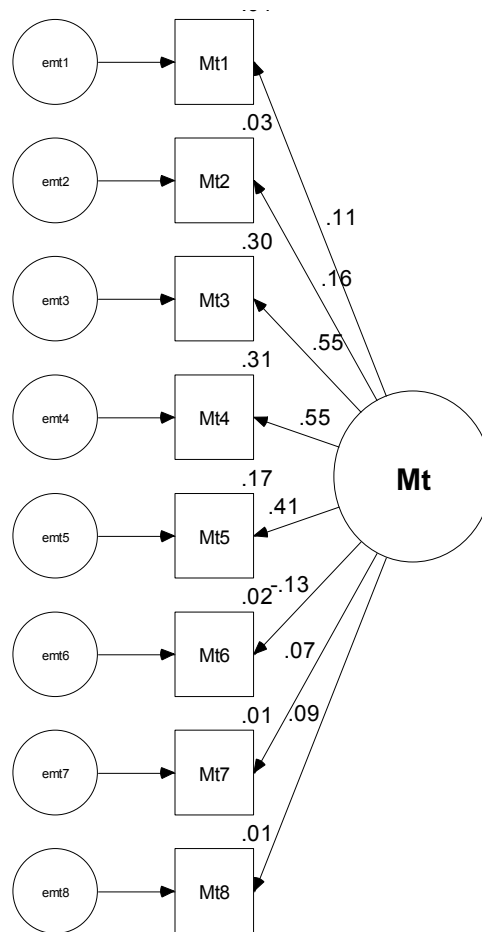 emt1
Mt1
.03
emt2
Mt2
.11
.30
.16
emt3
Mt3
.55
.31
emt4
Mt4
.55
Mt
.17
.41
emt5
Mt5
.02
-.13
emt6
Mt6
.07
.01
.09
emt7
Mt7
.01
emt8
Mt8